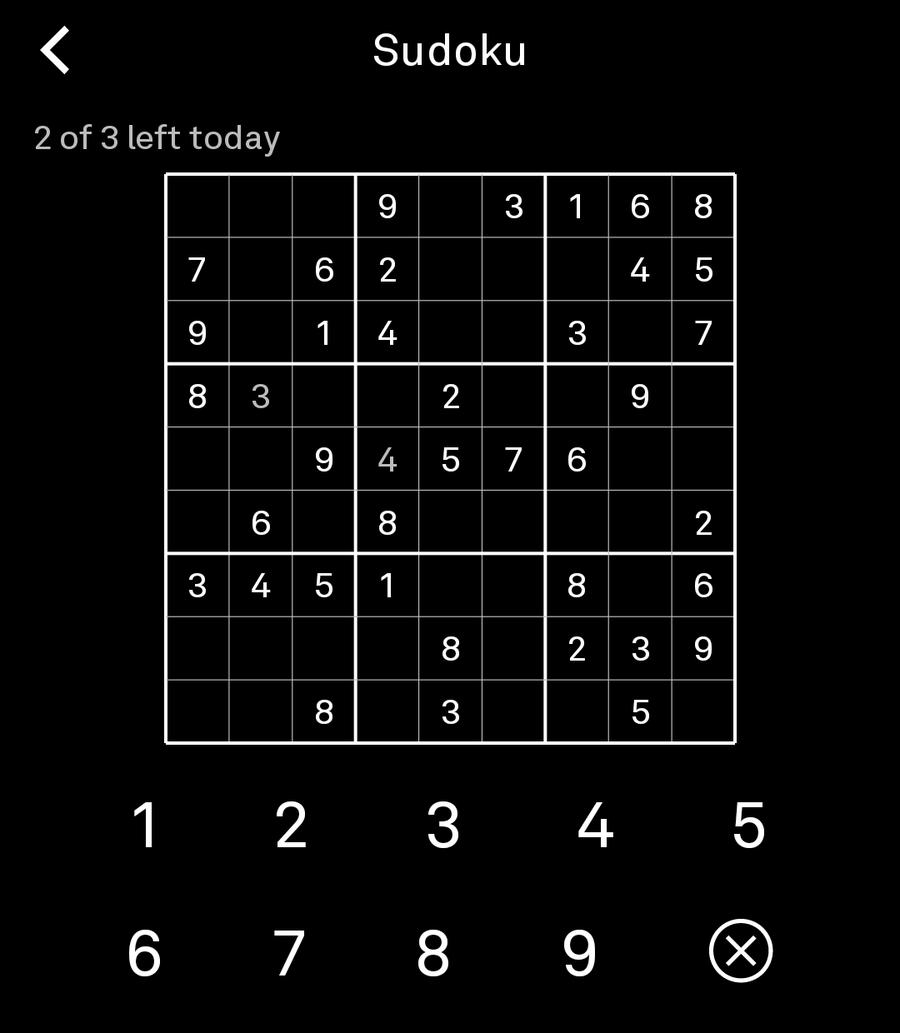 Sudoku
2 of 3 left today
9 3 1 6 8
7 6 2 4 5
9 1 4 3 7
8 3 2 9
9 4 5 7 6
6 8 2
3 4 5 1 8 6
8 2 3 9
8 3 5
1 2 3 4 5
6 7 8 9